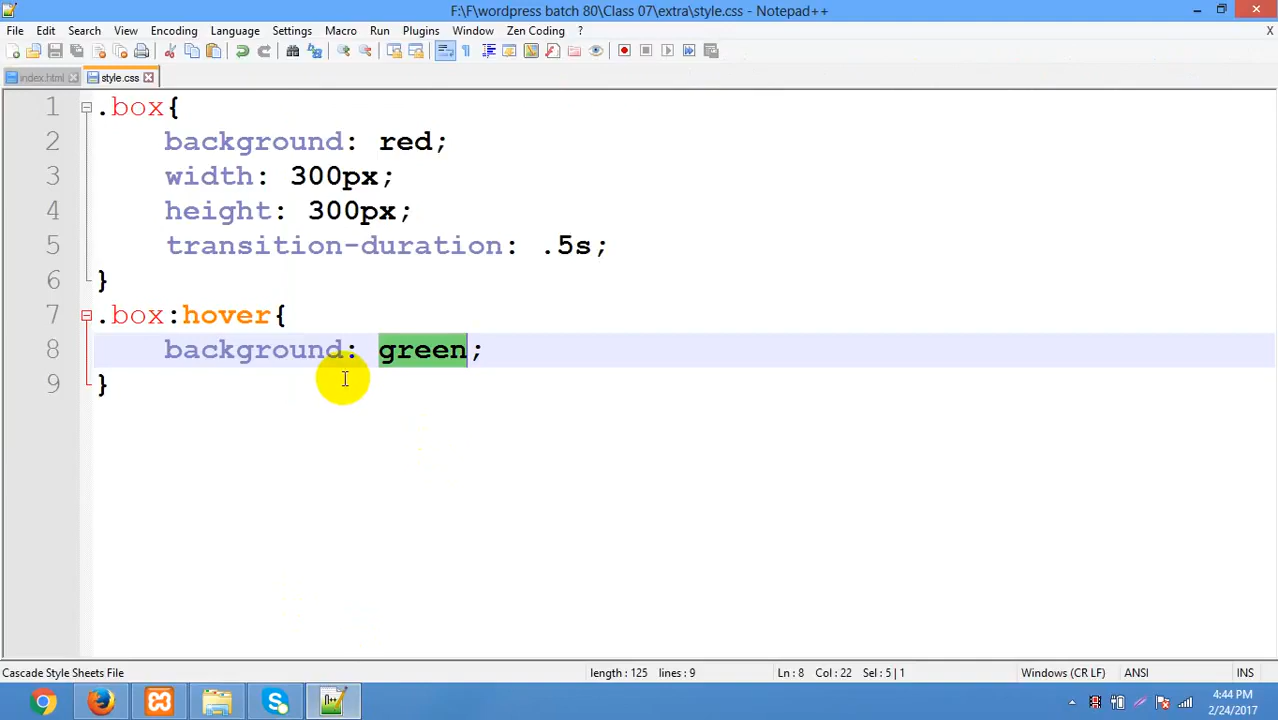 F:\F\wordpress batch 80\Class 07\extra\style.css - Notepad++
File Edit Search View Encoding Language Settings Macro Run Plugins Window Zen Coding ? X
index.html style.css
1 .box{
2 background: red;
3 width: 300px;
4 height: 300px;
5 transition-duration: .5s;
6 }
7 .box:hover{
8 background: green;
9 }
Cascade Style Sheets File length : 125 lines : 9 Ln : 8 Col : 22 Sel : 5 | 1 Windows (CR LF) ANSI INS
4:44 PM
2/24/2017